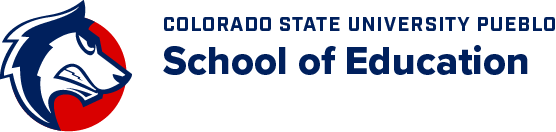 COLORADO STATE UNIVERSITY PUEBLO
School of Education